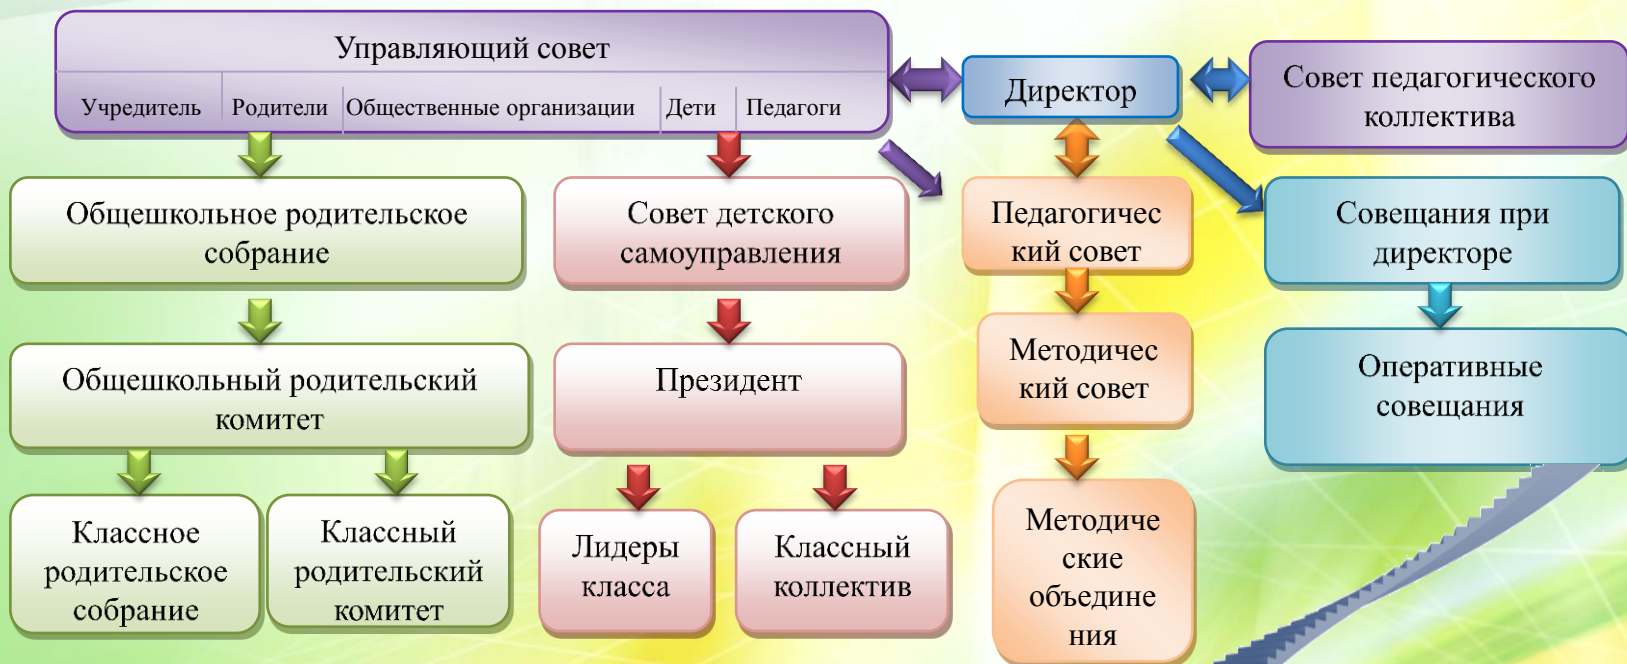 Управляющий совет
Учредитель Родители Общественные организации Дети Педагоги
Директор
Совет педагогического
коллектива
Общешкольное родительское
собрание
Совет детского
самоуправления
Педагогичес
кий совет
Совещания при
директоре
Общешкольный родительский
комитет
Президент
Методичес
кий совет
Оперативные
совещания
Классное
родительское
собрание
Классный
родительский
комитет
Лидеры
класса
Классный
коллектив
Методиче
ские
объедине
ния